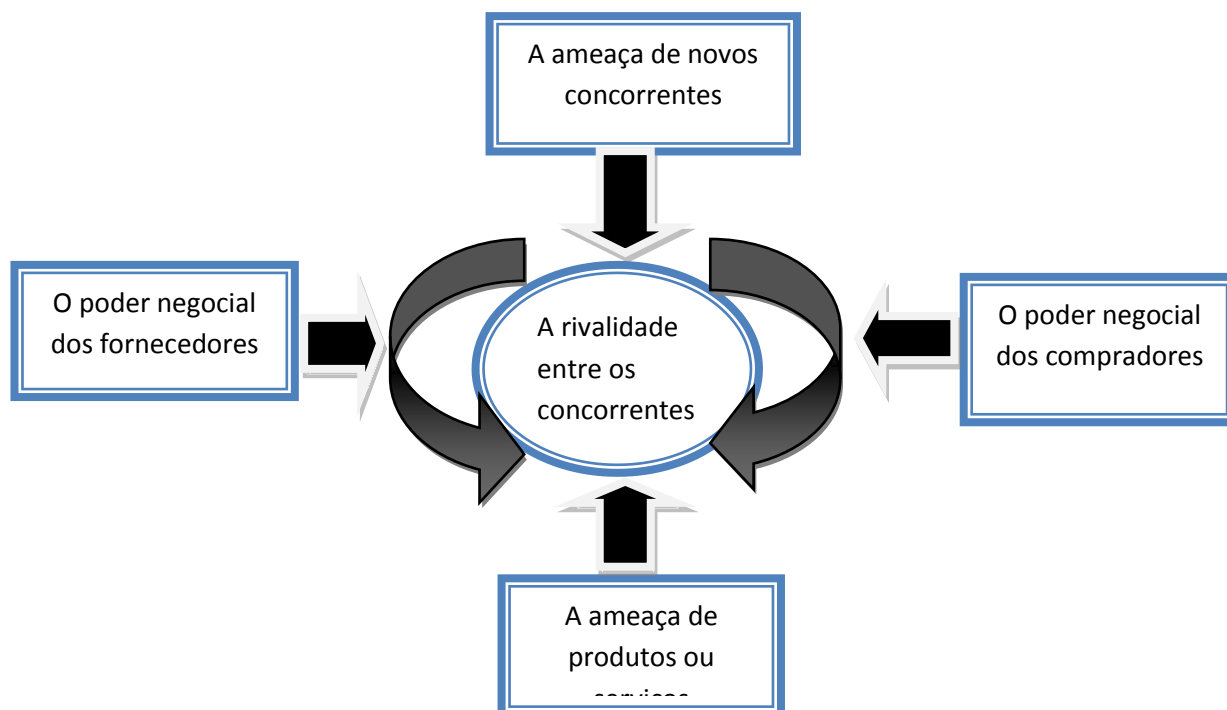 A ameaça de novos
concorrentes
O poder negocial
dos fornecedores
A rivalidade
entre os
concorrentes
O poder negocial
dos compradores
A ameaça de
produtos ou
serviços